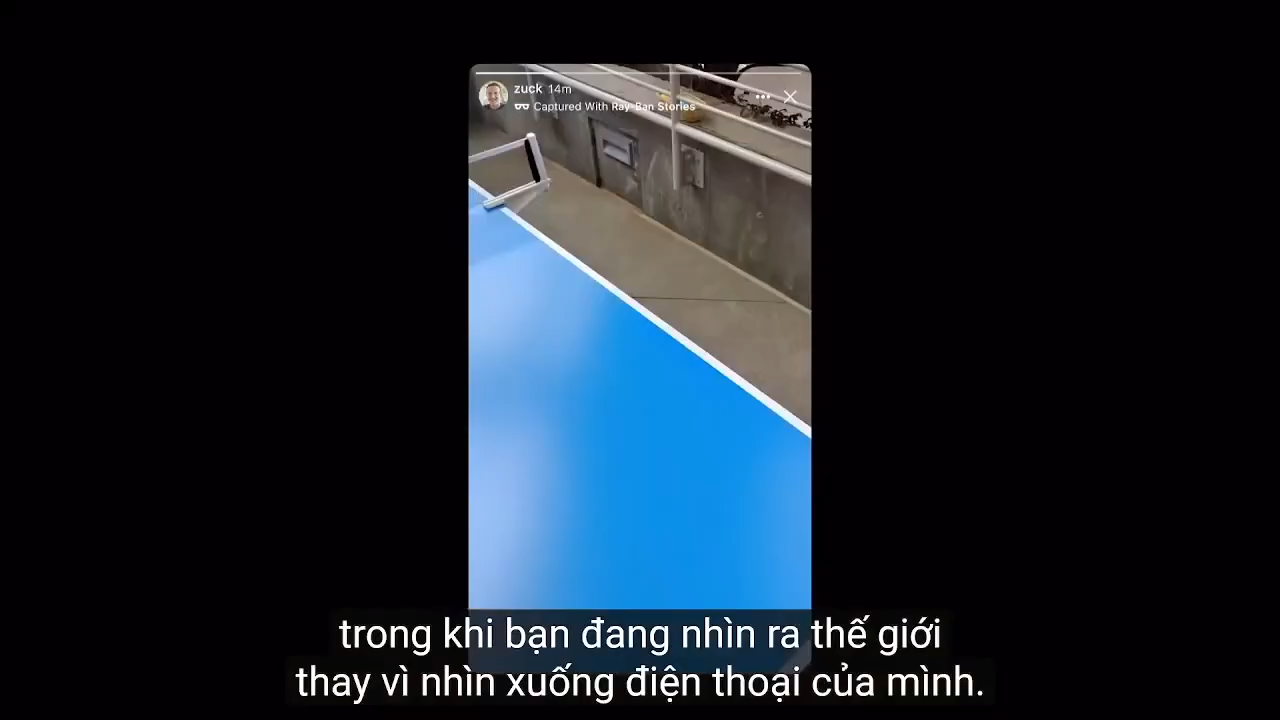 zuck 14m
Captured With Ray-Ban Stories
trong khi bạn đang nhìn ra thế giới
thay vì nhìn xuống điện thoại của mình.